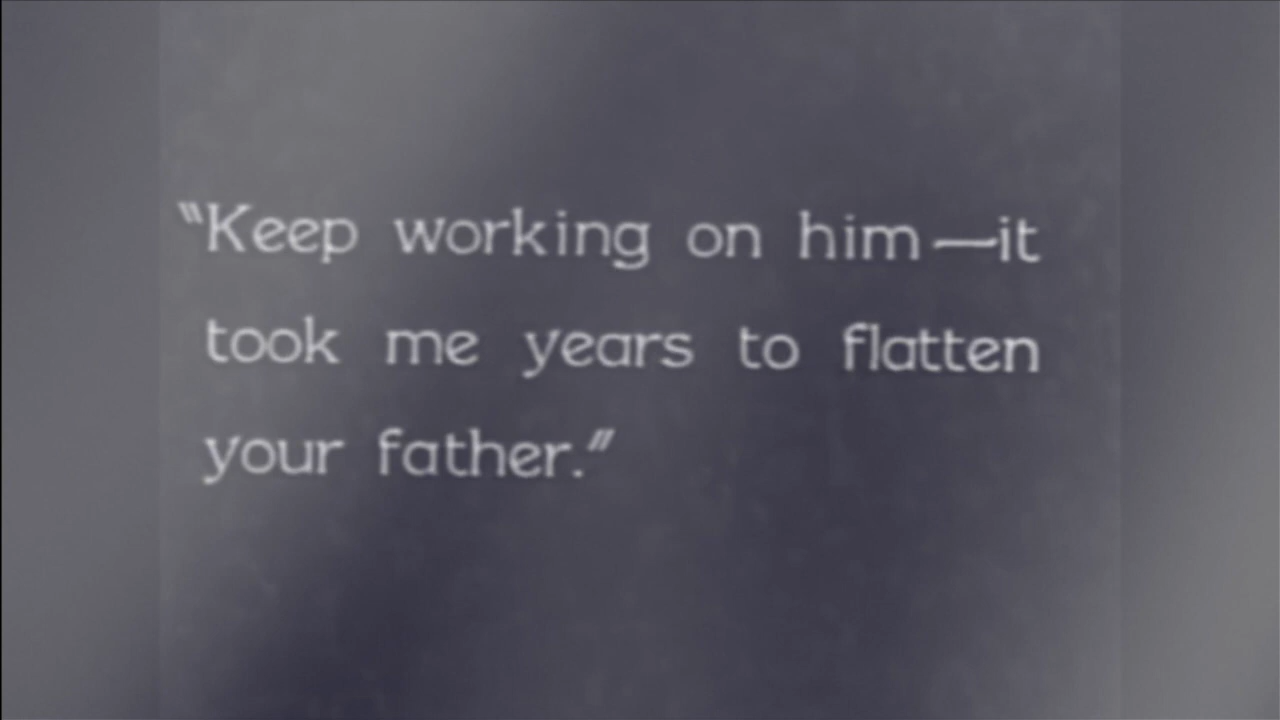 "Keep working on him—it
took me years to flatten
your father."